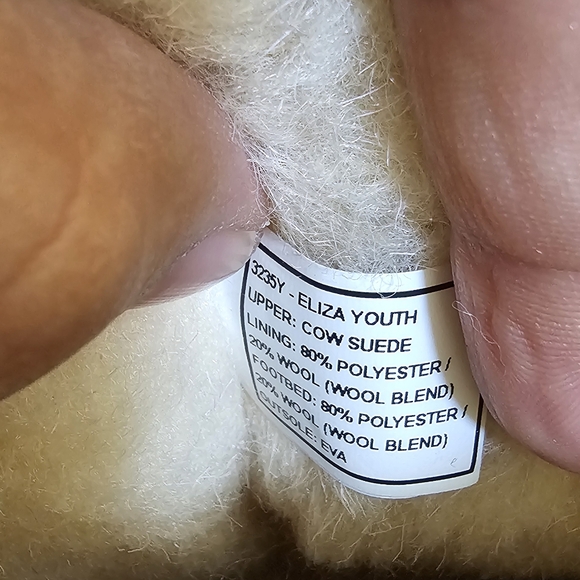 3235Y - ELIZA YOUTH
UPPER: COW SUEDE
LINING: 80% POLYESTER /
20% WOOL (WOOL BLEND)
FOOTBED: 80% POLYESTER /
20% WOOL (WOOL BLEND)
OUTSOLE: EVA